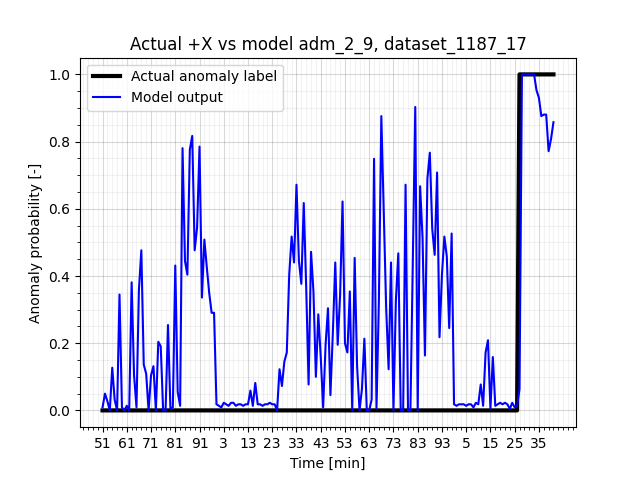 Actual +X vs model adm_2_9, dataset_1187_17
Actual anomaly label
Model output
Anomaly probability [-]
1.0
0.8
0.6
0.4
0.2
0.0
51 61 71 81 91 3 13 23 33 43 53 63 73 83 93 5 15 25 35
Time [min]